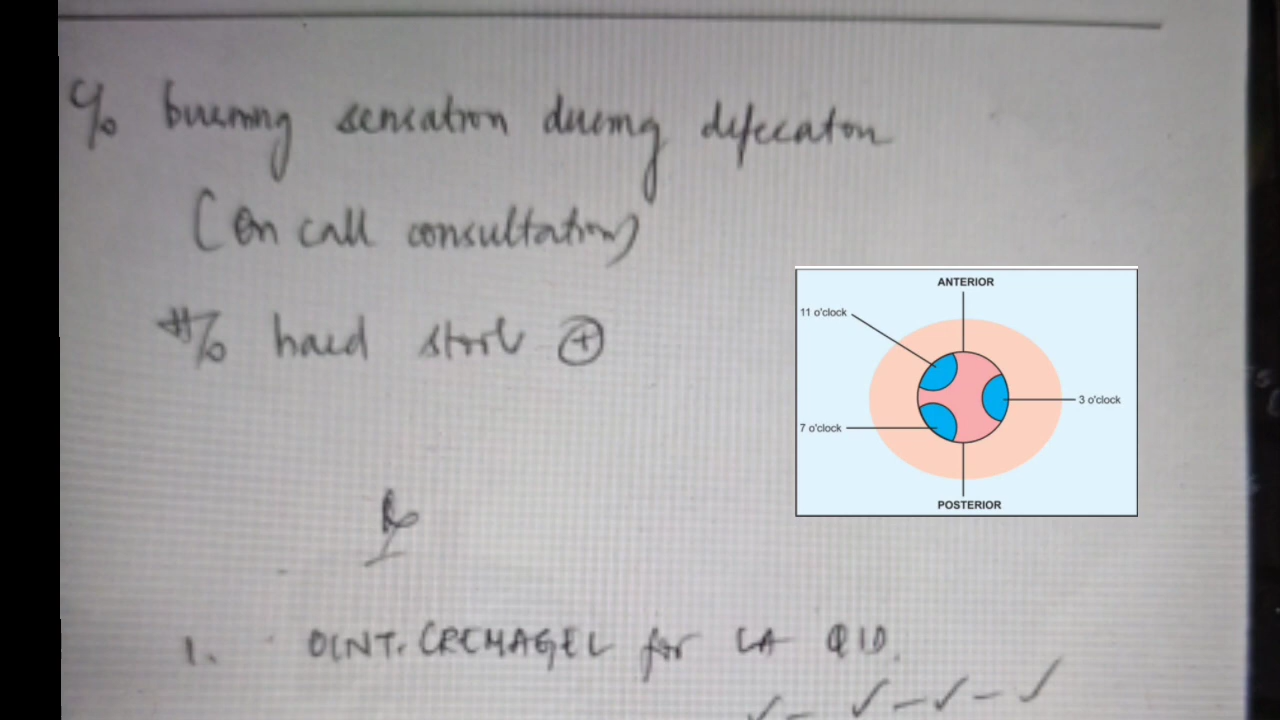 c/o burning sensation during defecaton
(on call consultation)
H/o hard stool +
ANTERIOR
11 o'clock
3 o'clock
7 o'clock
POSTERIOR
Rx
1. OINT. CREMAGEL for LA QID.
✓ - ✓ - ✓ - ✓